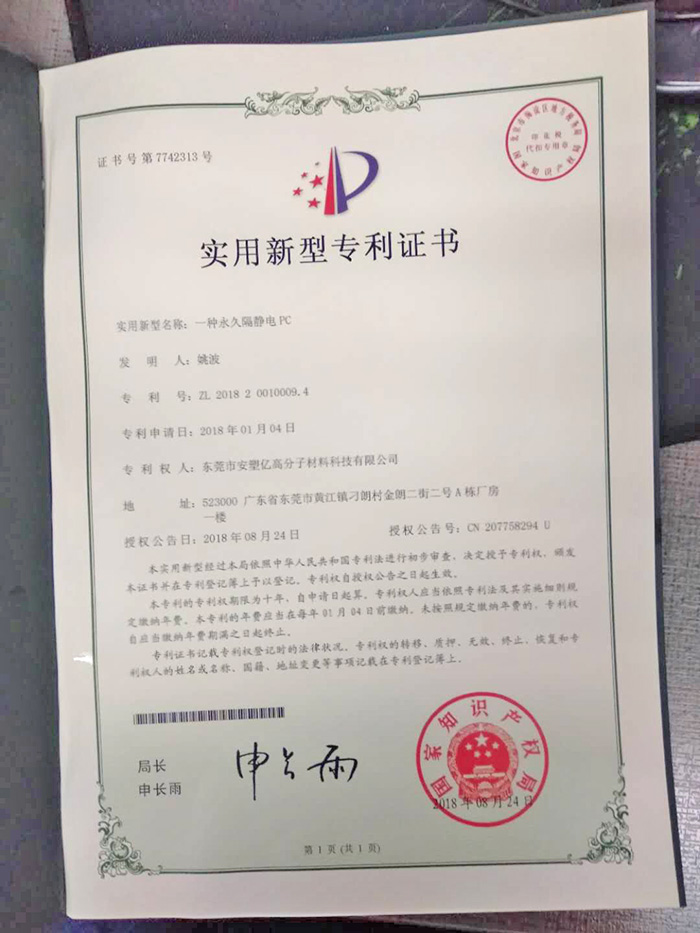 证书号第7742313号
印花税
代扣专用章
实用新型专利证书
实用新型名称:一种永久隔静电PC
发明人:姚波
专利号:ZL 2018 2 0010009.4
专利申请日:2018年01月04日
专利权人:东莞市安塑亿高分子材料科技有限公司
地址:523000 广东省东莞市黄江镇刁朗村金朗二街二号A栋厂房
一楼
授权公告日:2018年08月24日 授权公告号:CN 207758294 U
本实用新型经过本局依照中华人民共和国专利法进行初步审查,决定授予专利权,颁发
本证书并在专利登记簿上予以登记。专利权自授权公告之日起生效。
本专利的专利权期限为十年,自申请日起算。专利权人应当依照专利法及其实施细则规
定缴纳年费。本专利的年费应当在每年01月04日前缴纳。未按照规定缴纳年费的,专利权
自应当缴纳年费期满之日起终止。
专利证书记载专利权登记时的法律状况。专利权的转移、质押、无效、终止、恢复和专
利权人的姓名或名称、国籍、地址变更等事项记载在专利登记簿上。
局长
申长雨
申长雨
国家知识产权局
2018年08月24日
第1页(共1页)